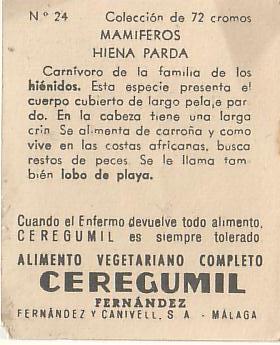 Nº 24 Colección de 72 cromos
MAMIFEROS
HIENA PARDA
Carnívoro de la familia de los
hiénidos. Esta especie presenta el
cuerpo cubierto de largo pelaje par-
do. En la cabeza tiene una larga
crin. Se alimenta de carroña y como
vive en las costas africanas, busca
restos de peces. Se le llama tam-
bién lobo de playa.
Cuando el Enfermo devuelve todo alimento,
CEREGUMIL es siempre tolerado
ALIMENTO VEGETARIANO COMPLETO
CEREGUMIL
FERNÁNDEZ
FERNÁNDEZ Y CANIVELL, S. A. - MÁLAGA